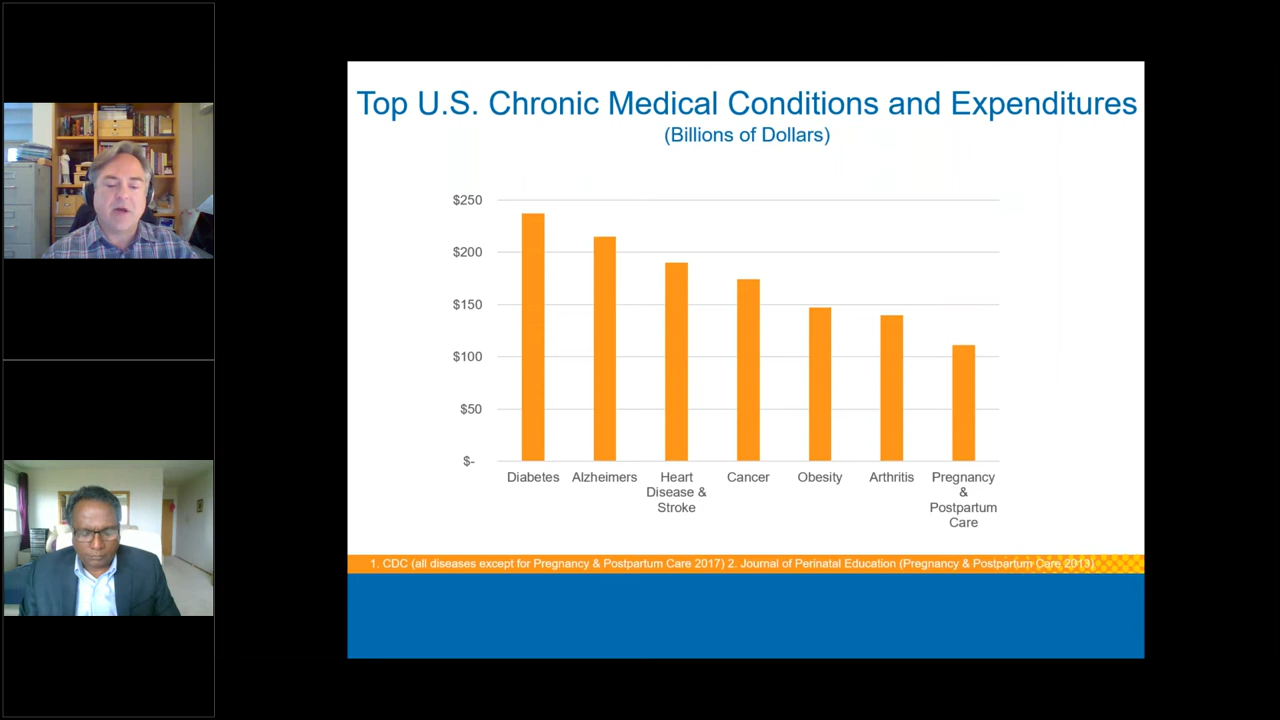 Top U.S. Chronic Medical Conditions and Expenditures
(Billions of Dollars)
$250
$200
$150
$100
$50
$-
Diabetes
Alzheimers
Heart
Disease &
Stroke
Cancer
Obesity
Arthritis
Pregnancy
&
Postpartum
Care
1. CDC (all diseases except for Pregnancy & Postpartum Care 2017) 2. Journal of Perinatal Education (Pregnancy & Postpartum Care 2013)